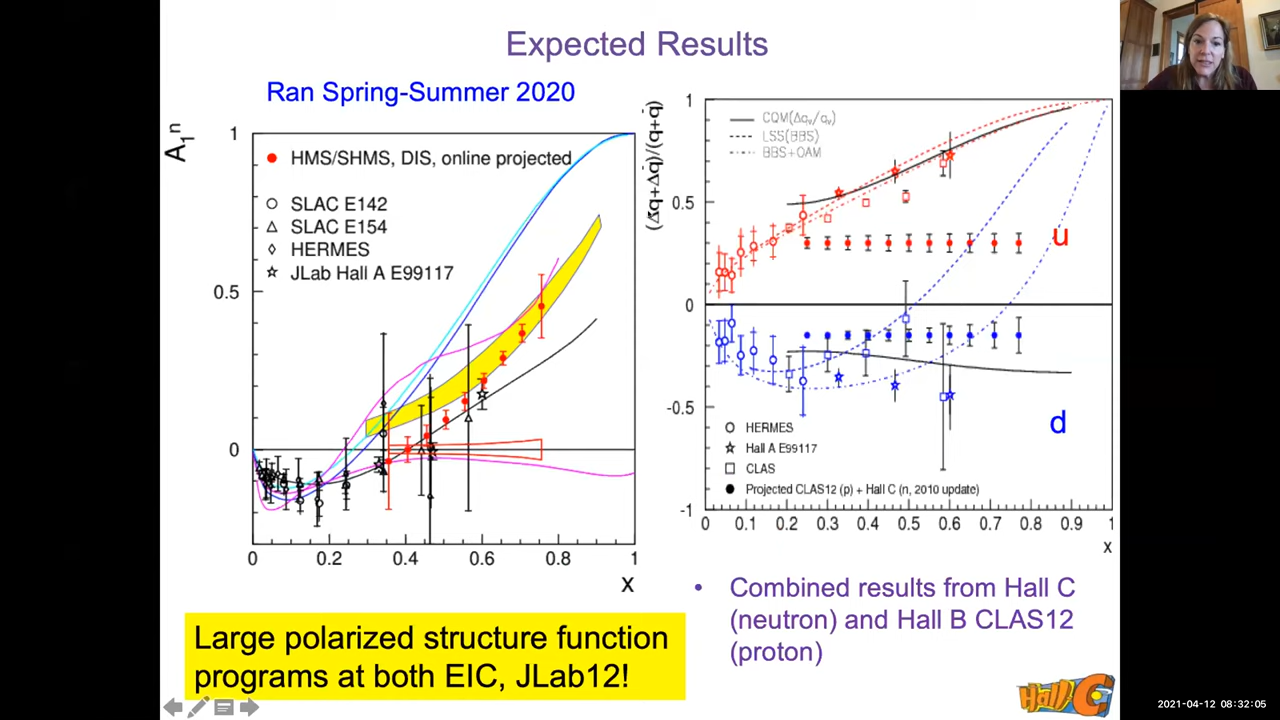 Expected Results
Ran Spring-Summer 2020
A₁ⁿ
1
0.5
0
HMS/SHMS, DIS, online projected
SLAC E142
SLAC E154
HERMES
JLab Hall A E99117
0 0.2 0.4 0.6 0.8 1
x
(Δq+Δq̄)/(q+q̄)
1
0.5
0
-0.5
-1
CQM(Δqᵥ/qᵥ)
LSS(BBS)
BBS+OAM
u
d
HERMES
Hall A E99117
CLAS
Projected CLAS12 (p) + Hall C (n, 2010 update)
0 0.1 0.2 0.3 0.4 0.5 0.6 0.7 0.8 0.9 1
x
Large polarized structure function
programs at both EIC, JLab12!
• Combined results from Hall C
(neutron) and Hall B CLAS12
(proton)
Hall C
2021-04-12 08:32:05